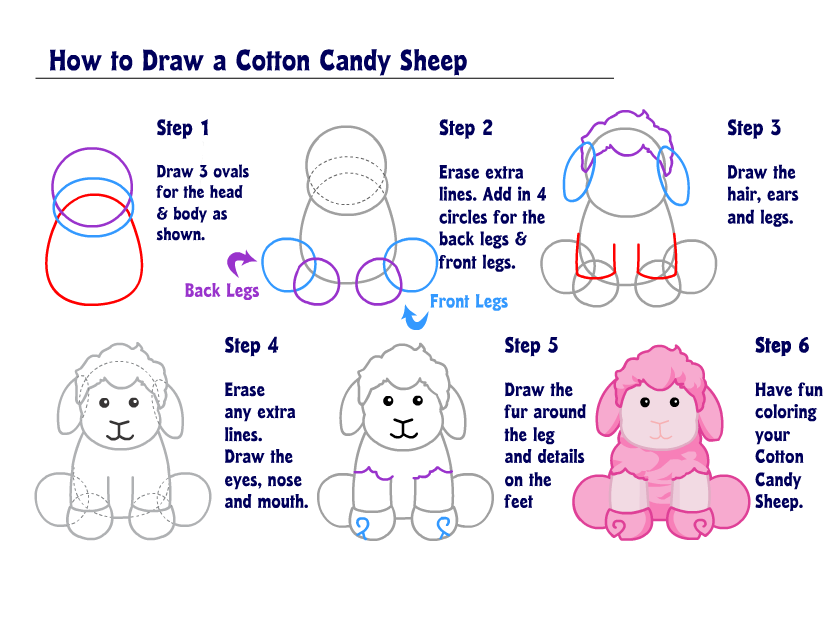 How to Draw a Cotton Candy Sheep
Step 1
Draw 3 ovals
for the head
& body as
shown.
Step 2
Erase extra
lines. Add in 4
circles for the
back legs &
front legs.
Back Legs
Front Legs
Step 3
Draw the
hair, ears
and legs.
Step 4
Erase
any extra
lines.
Draw the
eyes, nose
and mouth.
Step 5
Draw the
fur around
the leg
and details
on the
feet
Step 6
Have fun
coloring
your
Cotton
Candy
Sheep.